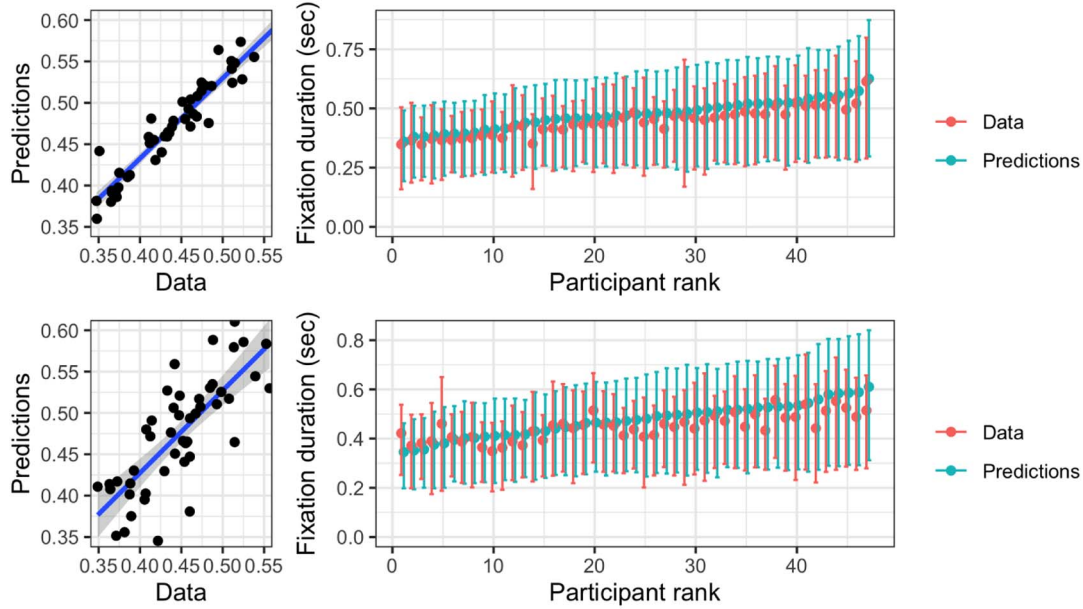 Predictions
0.60
0.55
0.50
0.45
0.40
0.35
0.35 0.40 0.45 0.50 0.55
Data
Fixation duration (sec)
0.75
0.50
0.25
0.00
0 10 20 30 40
Participant rank
Data
Predictions
Predictions
0.60
0.55
0.50
0.45
0.40
0.35
0.35 0.40 0.45 0.50 0.55
Data
Fixation duration (sec)
0.8
0.6
0.4
0.2
0.0
0 10 20 30 40
Participant rank
Data
Predictions